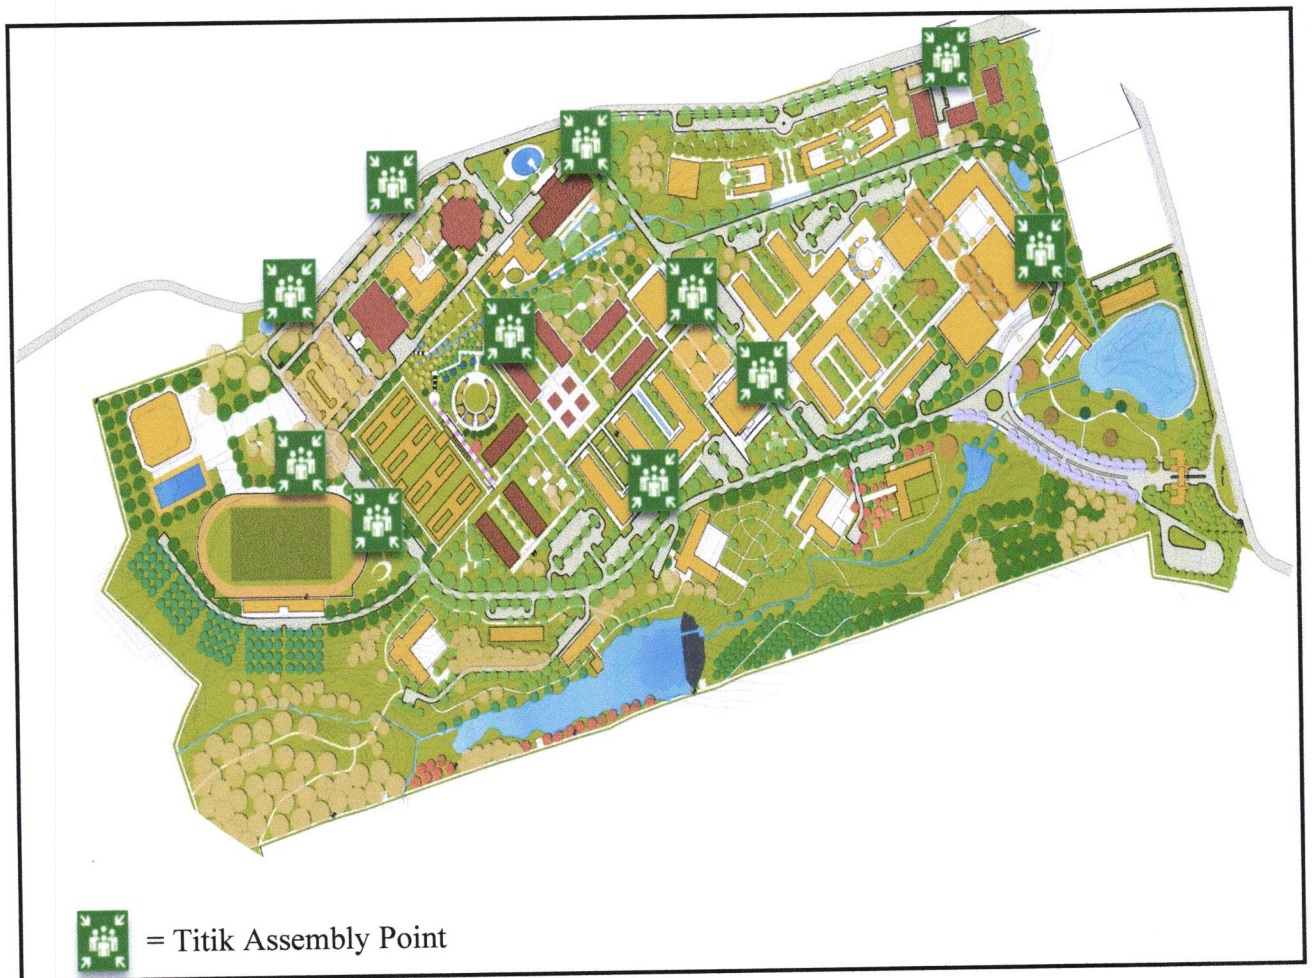 = Titik Assembly Point